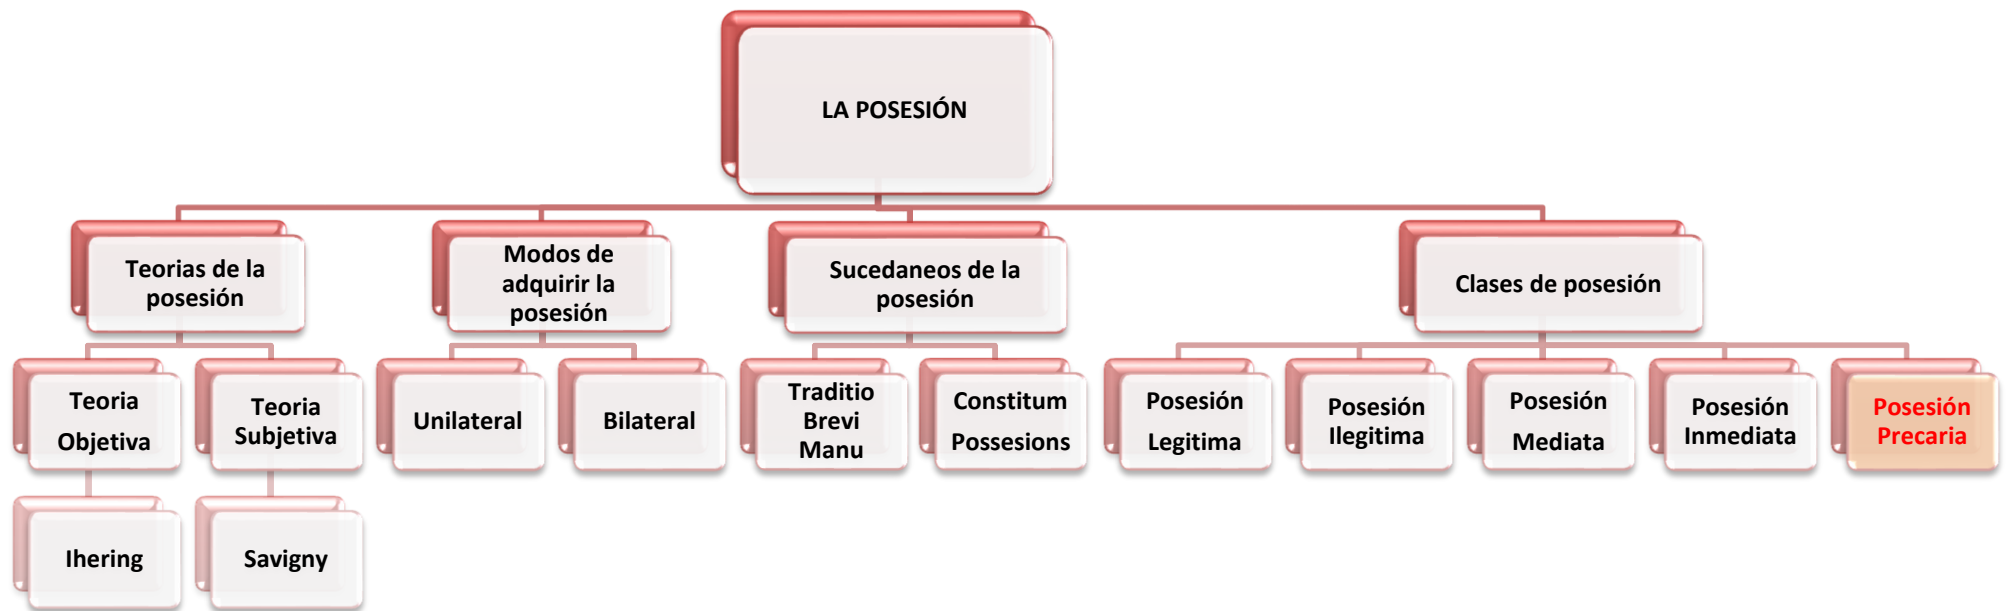 LA POSESIÓN
Teorias de la
posesión
Modos de
adquirir la
posesión
Sucedaneos de la
posesión
Clases de posesión
Teoria
Objetiva
Teoria
Subjetiva
Unilateral
Bilateral
Traditio
Brevi
Manu
Constitum
Possesions
Posesión
Legitima
Posesión
Ilegitima
Posesión
Mediata
Posesión
Inmediata
Posesión
Precaria
Ihering
Savigny